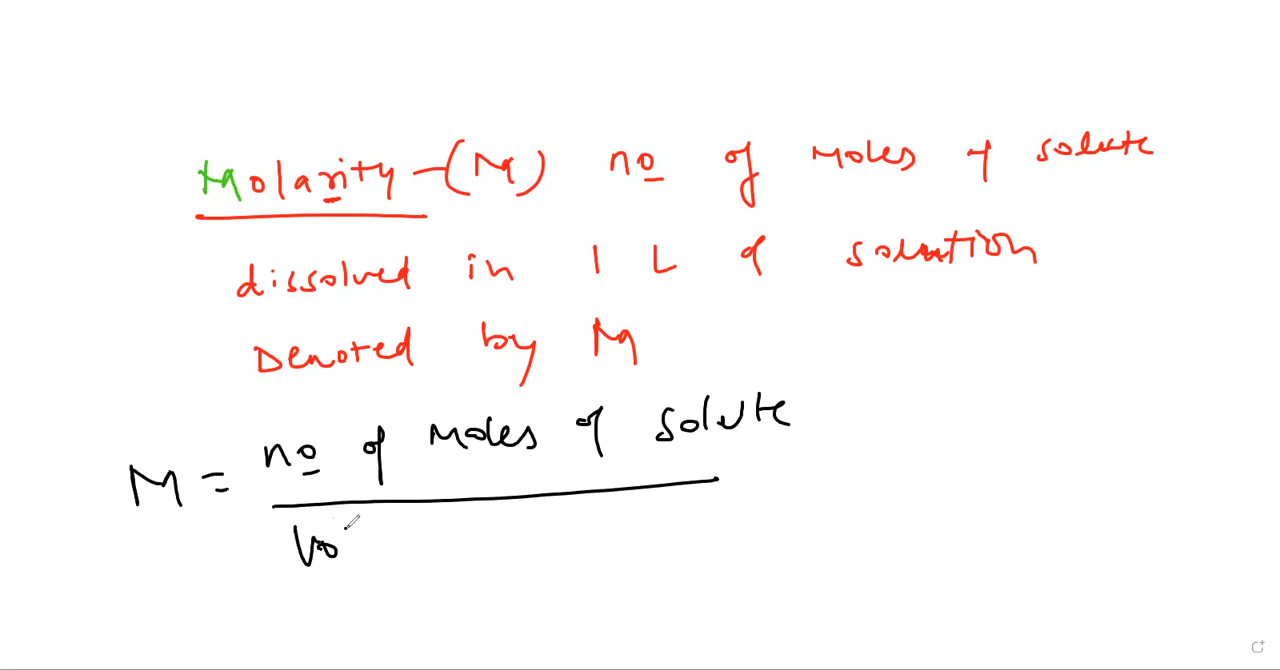 Molarity - (M) no of moles of solute
dissolved in 1 L of solution
Denoted by M
M = no of moles of solute
Vo